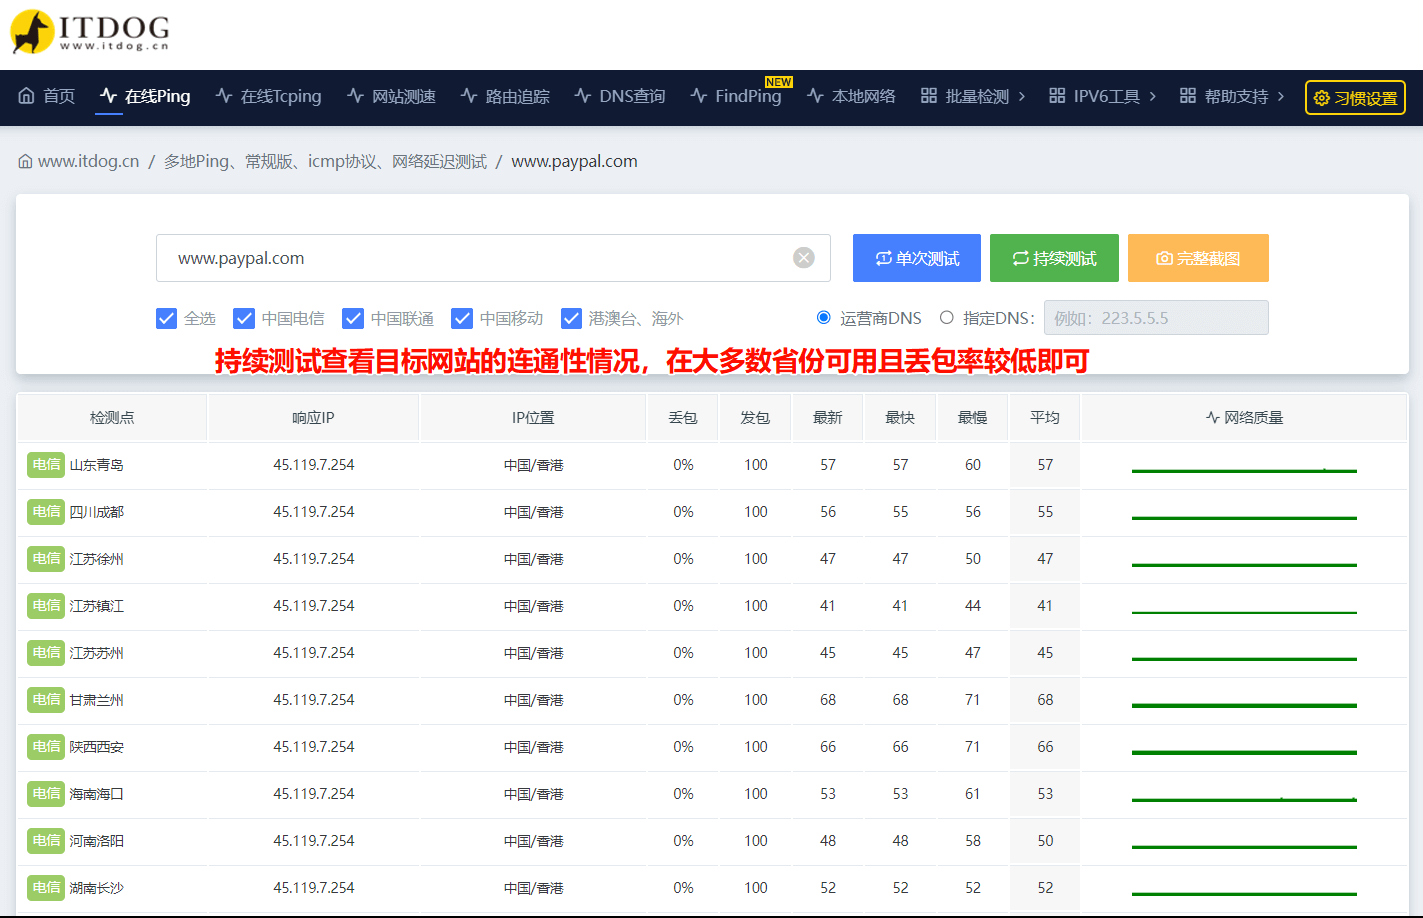 ITDOG
www.itdog.cn
首页 在线Ping 在线Tcping 网站测速 路由追踪 DNS查询 FindPing NEW 本地网络 批量检测 IPV6工具 帮助支持 习惯设置
www.itdog.cn / 多地Ping、常规版、icmp协议、网络延迟测试 / www.paypal.com
www.paypal.com 单次测试 持续测试 完整截图
全选 中国电信 中国联通 中国移动 港澳台、海外 运营商DNS 指定DNS: 例如：223.5.5.5
持续测试查看目标网站的连通性情况，在大多数省份可用且丢包率较低即可
检测点 响应IP IP位置 丢包 发包 最新 最快 最慢 平均 网络质量
电信 山东青岛 45.119.7.254 中国/香港 0% 100 57 57 60 57
电信 四川成都 45.119.7.254 中国/香港 0% 100 56 55 56 55
电信 江苏徐州 45.119.7.254 中国/香港 0% 100 47 47 50 47
电信 江苏镇江 45.119.7.254 中国/香港 0% 100 41 41 44 41
电信 江苏苏州 45.119.7.254 中国/香港 0% 100 45 45 47 45
电信 甘肃兰州 45.119.7.254 中国/香港 0% 100 68 68 71 68
电信 陕西西安 45.119.7.254 中国/香港 0% 100 66 66 71 66
电信 海南海口 45.119.7.254 中国/香港 0% 100 53 53 61 53
电信 河南洛阳 45.119.7.254 中国/香港 0% 100 48 48 58 50
电信 湖南长沙 45.119.7.254 中国/香港 0% 100 52 52 52 52